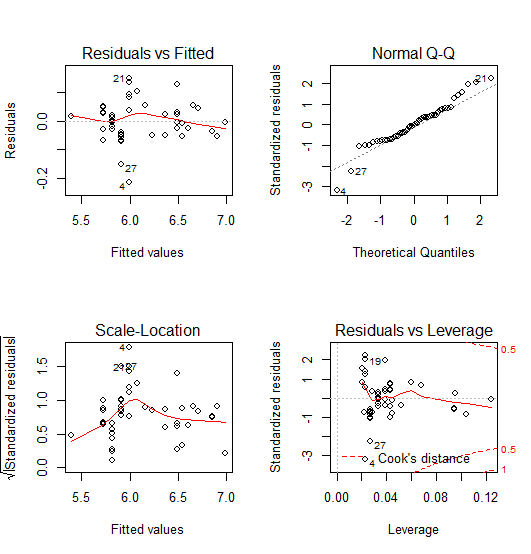 Residuals vs Fitted
Residuals
0.0
-0.2
21
27
4
5.5 6.0 6.5 7.0
Fitted values
Normal Q-Q
Standardized residuals
2
1
0
-1
-3
21
27
4
-2 -1 0 1 2
Theoretical Quantiles
Scale-Location
√|Standardized residuals|
1.5
1.0
0.5
0.0
4
27
5.5 6.0 6.5 7.0
Fitted values
Residuals vs Leverage
Standardized residuals
2
1
0
-1
-3
19
27
4
Cook's distance
0.5
0.5
1
0.00 0.04 0.08 0.12
Leverage